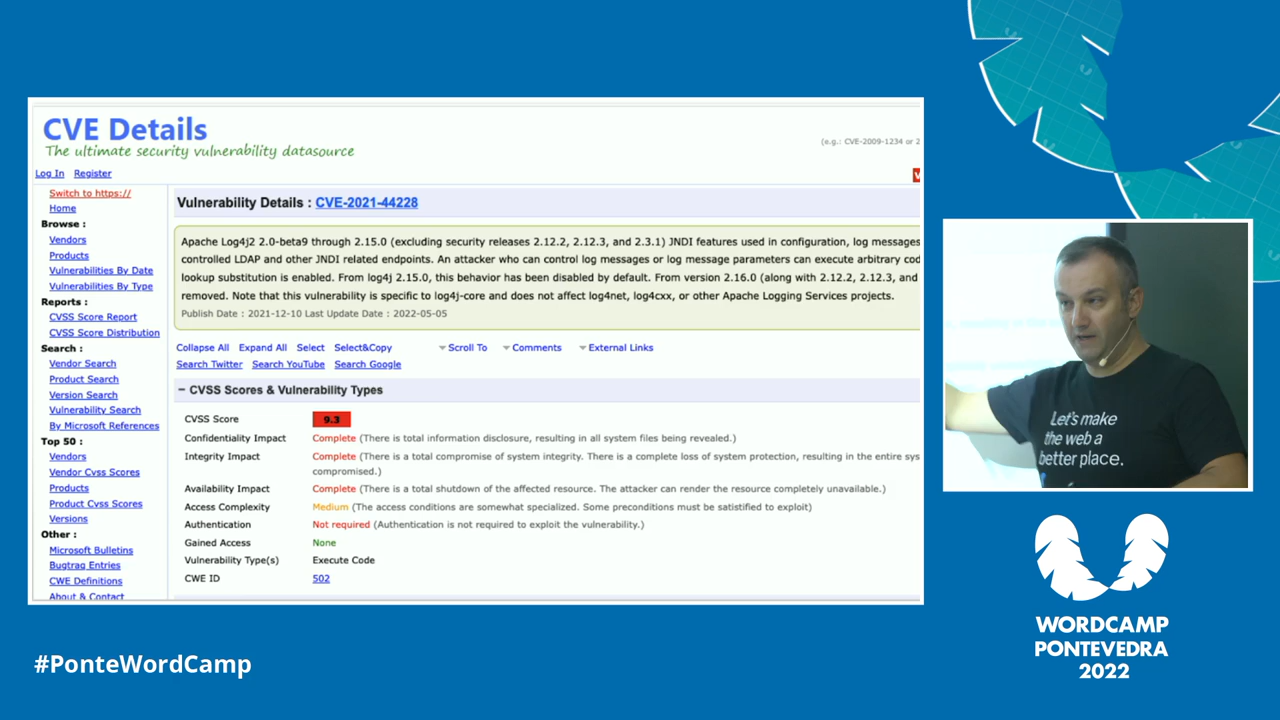 CVE Details
The ultimate security vulnerability datasource
(e.g.: CVE-2009-1234 or 2
Log In Register
Switch to https://
Home
Browse :
Vendors
Products
Vulnerabilities By Date
Vulnerabilities By Type
Reports :
CVSS Score Report
CVSS Score Distribution
Search :
Vendor Search
Product Search
Version Search
Vulnerability Search
By Microsoft References
Top 50 :
Vendors
Vendor Cvss Scores
Products
Product Cvss Scores
Versions
Other :
Microsoft Bulletins
Bugtraq Entries
CWE Definitions
About & Contact
Vulnerability Details : CVE-2021-44228
Apache Log4j2 2.0-beta9 through 2.15.0 (excluding security releases 2.12.2, 2.12.3, and 2.3.1) JNDI features used in configuration, log messages
controlled LDAP and other JNDI related endpoints. An attacker who can control log messages or log message parameters can execute arbitrary cod
lookup substitution is enabled. From log4j 2.15.0, this behavior has been disabled by default. From version 2.16.0 (along with 2.12.2, 2.12.3, and
removed. Note that this vulnerability is specific to log4j-core and does not affect log4net, log4cxx, or other Apache Logging Services projects.
Publish Date : 2021-12-10 Last Update Date : 2022-05-05
Collapse All Expand All Select Select&Copy Scroll To Comments External Links
Search Twitter Search YouTube Search Google
− CVSS Scores & Vulnerability Types
CVSS Score 9.3
Confidentiality Impact Complete (There is total information disclosure, resulting in all system files being revealed.)
Integrity Impact Complete (There is a total compromise of system integrity. There is a complete loss of system protection, resulting in the entire sys
compromised.)
Availability Impact Complete (There is a total shutdown of the affected resource. The attacker can render the resource completely unavailable.)
Access Complexity Medium (The access conditions are somewhat specialized. Some preconditions must be satistified to exploit)
Authentication Not required (Authentication is not required to exploit the vulnerability.)
Gained Access None
Vulnerability Type(s) Execute Code
CWE ID 502
Let's make
the web a
better place.
WORDCAMP
PONTEVEDRA
2022
#PonteWordCamp